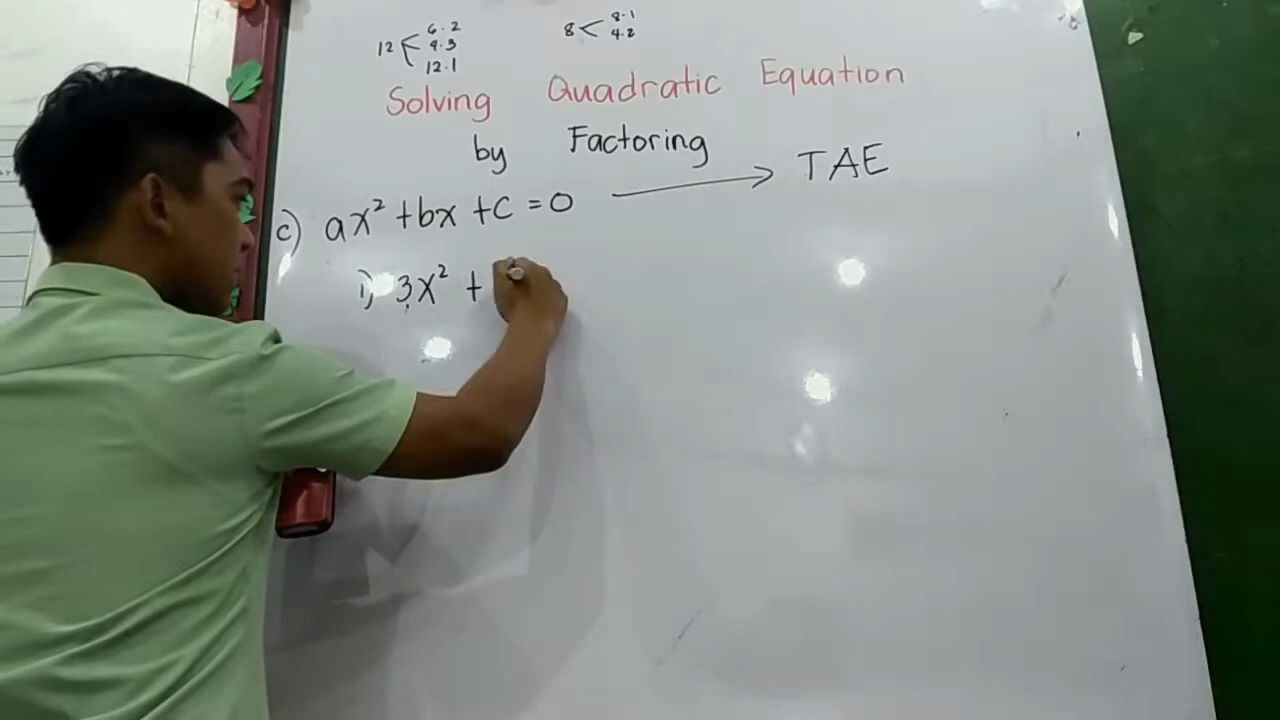 12 < 6·2 8 < 8·1
4·3 4·2
12·1
Solving Quadratic Equation
by Factoring
c) ax² + bx + c = 0 → TAE
i) 3x² +